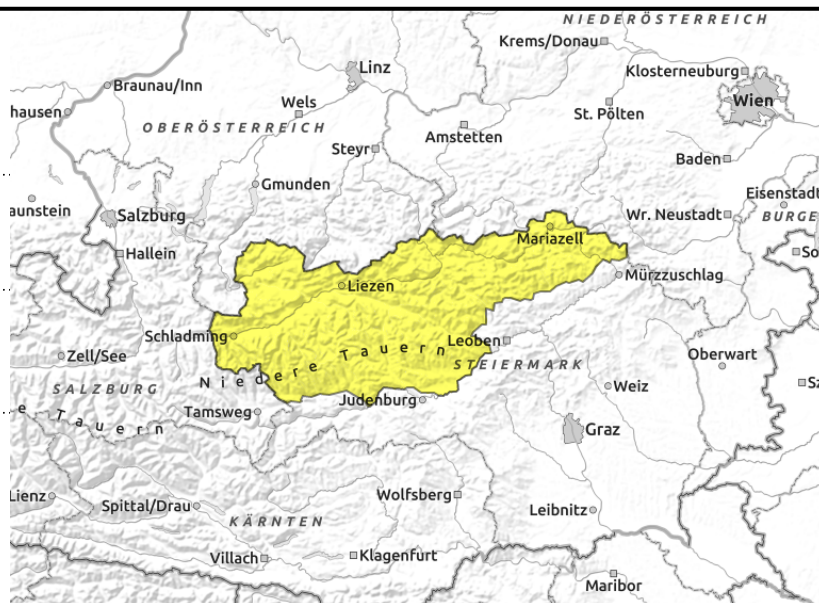 NIEDERÖSTERREICH
Krems/Donau
Linz
Klosterneuburg
Braunau/Inn
Wels
Wien
hausen
St. Pölten
OBERÖSTERREICH
Amstetten
Steyr
Baden
Gmunden
Eisenstadt
aunstein
Salzburg
Wr. Neustadt
BURGE
Mariazell
Hallein
So
Mürzzuschlag
Liezen
Schladming
Leoben
Zell/See
Niedere Tauern
STEIERMARK
Oberwart
SALZBURG
Weiz
Sz
Judenburg
Tamsweg
e Tauern
Graz
Lienz
Wolfsberg
Spittal/Drau
Leibnitz
KÄRNTEN
Villach
Klagenfurt
Maribor